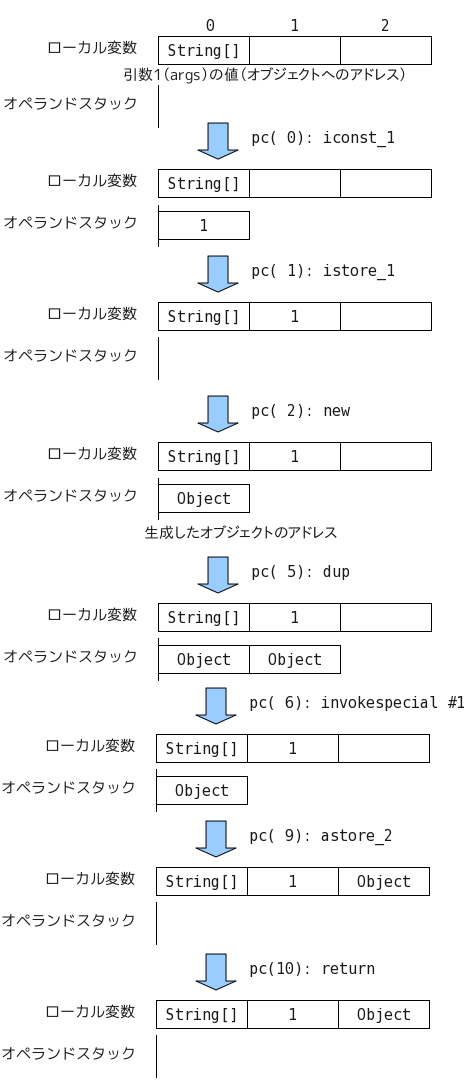 0 1 2
ローカル変数 String[]
引数1(args)の値(オブジェクトへのアドレス)
オペランドスタック
pc( 0): iconst_1
ローカル変数 String[]
オペランドスタック 1
pc( 1): istore_1
ローカル変数 String[] 1
オペランドスタック
pc( 2): new
ローカル変数 String[] 1
オペランドスタック Object
生成したオブジェクトのアドレス
pc( 5): dup
ローカル変数 String[] 1
オペランドスタック Object Object
pc( 6): invokespecial #1
ローカル変数 String[] 1
オペランドスタック Object
pc( 9): astore_2
ローカル変数 String[] 1 Object
オペランドスタック
pc(10): return
ローカル変数 String[] 1 Object
オペランドスタック